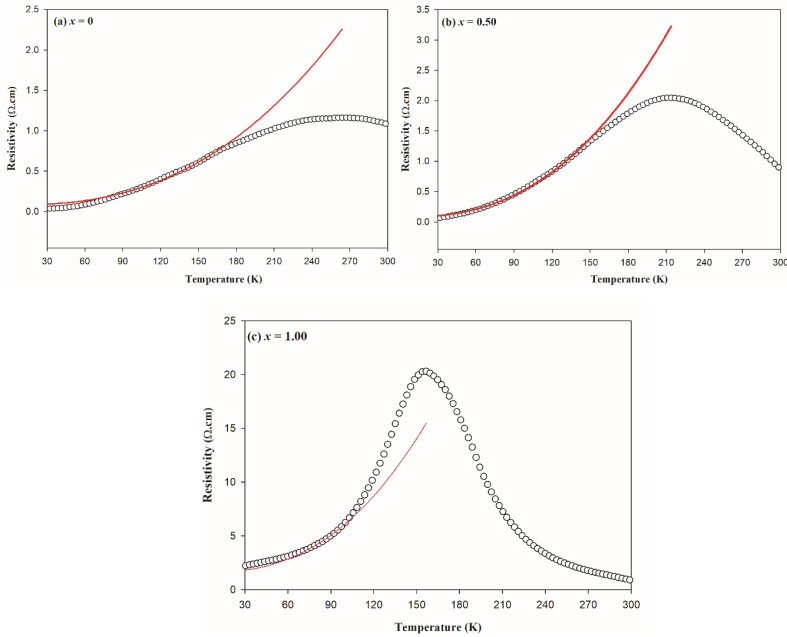 (a) x = 0
2.5
2.0
1.5
1.0
0.5
0.0
Resistivity (Ω.cm)
30 60 90 120 150 180 210 240 270 300
Temperature (K)
(b) x = 0.50
3.5
3.0
2.5
2.0
1.5
1.0
0.5
0.0
Resistivity (Ω.cm)
30 60 90 120 150 180 210 240 270 300
Temperature (K)
(c) x = 1.00
25
20
15
10
5
0
Resistivity (Ω.cm)
30 60 90 120 150 180 210 240 270 300
Temperature (K)